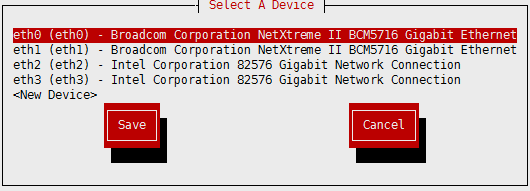 Select A Device
eth0 (eth0) - Broadcom Corporation NetXtreme II BCM5716 Gigabit Ethernet
eth1 (eth1) - Broadcom Corporation NetXtreme II BCM5716 Gigabit Ethernet
eth2 (eth2) - Intel Corporation 82576 Gigabit Network Connection
eth3 (eth3) - Intel Corporation 82576 Gigabit Network Connection
<New Device>
Save
Cancel